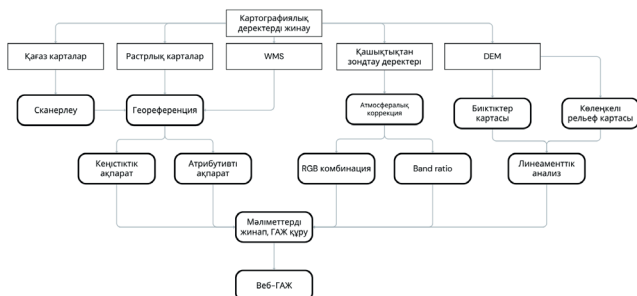 Картографиялық
деректерді жинау
Қағаз карталар
Растрлық карталар
WMS
Қашықтықтан
зондтау деректері
DEM
Сканерлеу
Геореференция
Атмосфералық
коррекция
Биіктіктер
картасы
Көлеңкелі
рельеф картасы
Кеңстіктік
ақпарат
Атрибутивті
ақпарат
RGB комбинация
Band ratio
Линеаменттік
анализ
Мәліметтерді
жинап, ГАЖ құру
Веб-ГАЖ